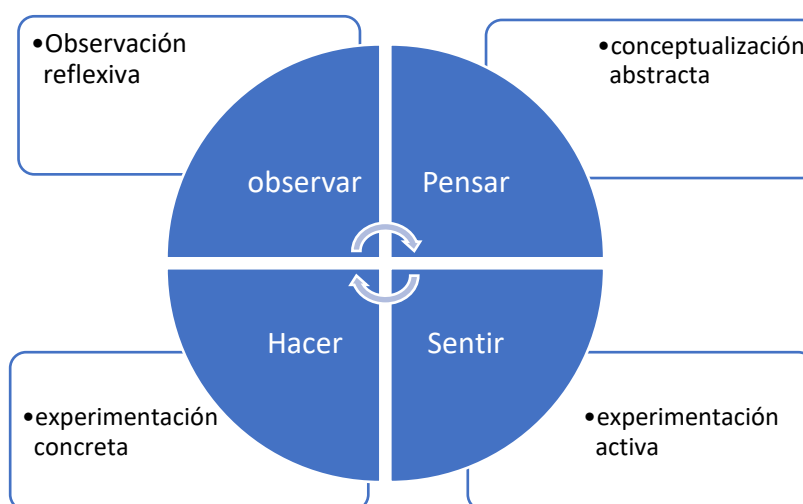 •Observación
reflexiva
•conceptualización
abstracta
observar
Pensar
Hacer
Sentir
•experimentación
concreta
•experimentación
activa